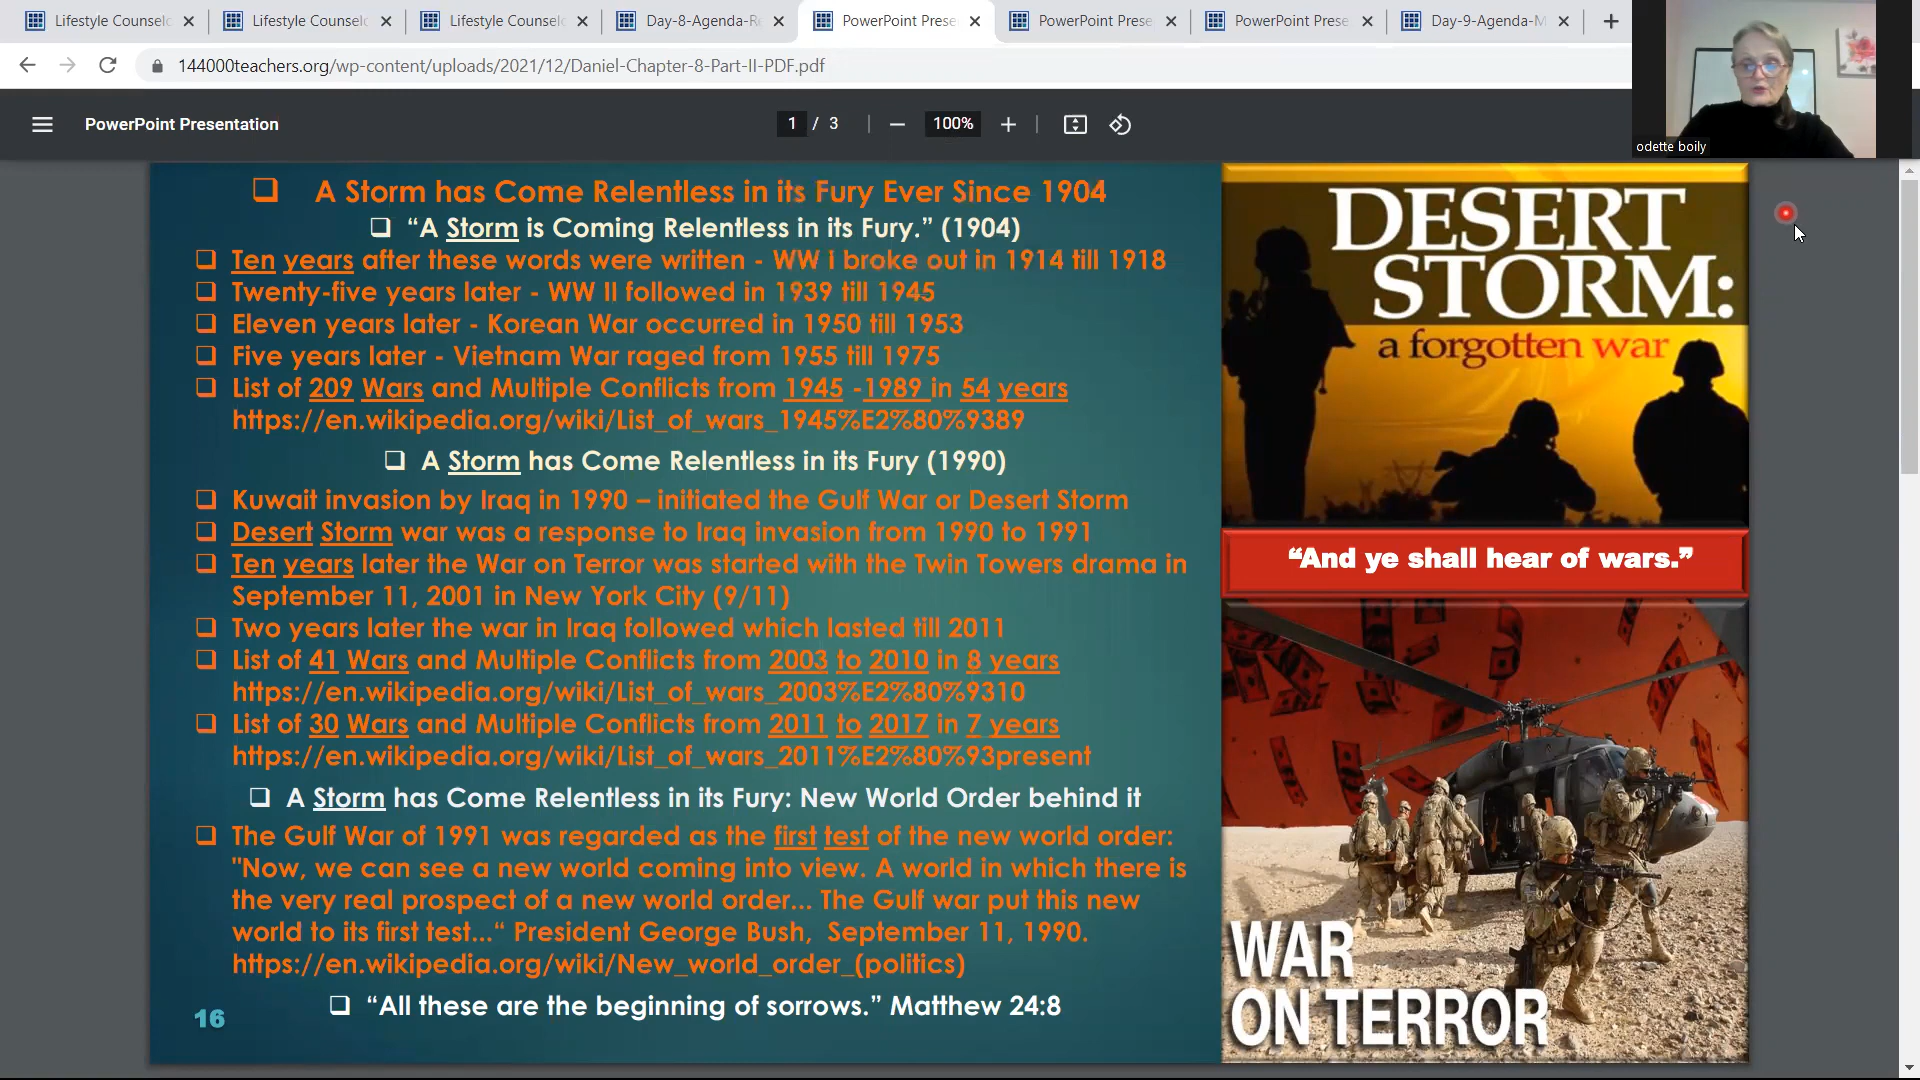 Lifestyle Counsel
Lifestyle Counsel
Lifestyle Counsel
Day-8-Agenda-R
PowerPoint Prese
PowerPoint Prese
PowerPoint Prese
Day-9-Agenda-M
144000teachers.org/wp-content/uploads/2021/12/Daniel-Chapter-8-Part-II-PDF.pdf
PowerPoint Presentation
1 / 3
100%
odette boily
A Storm has Come Relentless in its Fury Ever Since 1904
“A Storm is Coming Relentless in its Fury.” (1904)
Ten years after these words were written - WW I broke out in 1914 till 1918
Twenty-five years later - WW II followed in 1939 till 1945
Eleven years later - Korean War occurred in 1950 till 1953
Five years later - Vietnam War raged from 1955 till 1975
List of 209 Wars and Multiple Conflicts from 1945 -1989 in 54 years
https://en.wikipedia.org/wiki/List_of_wars_1945%E2%80%9389
A Storm has Come Relentless in its Fury (1990)
Kuwait invasion by Iraq in 1990 – initiated the Gulf War or Desert Storm
Desert Storm war was a response to Iraq invasion from 1990 to 1991
Ten years later the War on Terror was started with the Twin Towers drama in
September 11, 2001 in New York City (9/11)
Two years later the war in Iraq followed which lasted till 2011
List of 41 Wars and Multiple Conflicts from 2003 to 2010 in 8 years
https://en.wikipedia.org/wiki/List_of_wars_2003%E2%80%9310
List of 30 Wars and Multiple Conflicts from 2011 to 2017 in 7 years
https://en.wikipedia.org/wiki/List_of_wars_2011%E2%80%93present
A Storm has Come Relentless in its Fury: New World Order behind it
The Gulf War of 1991 was regarded as the first test of the new world order:
"Now, we can see a new world coming into view. A world in which there is
the very real prospect of a new world order... The Gulf war put this new
world to its first test...“ President George Bush, September 11, 1990.
https://en.wikipedia.org/wiki/New_world_order_(politics)
“All these are the beginning of sorrows.” Matthew 24:8
16
DESERT
STORM:
a forgotten war
“And ye shall hear of wars.”
WAR
ON TERROR